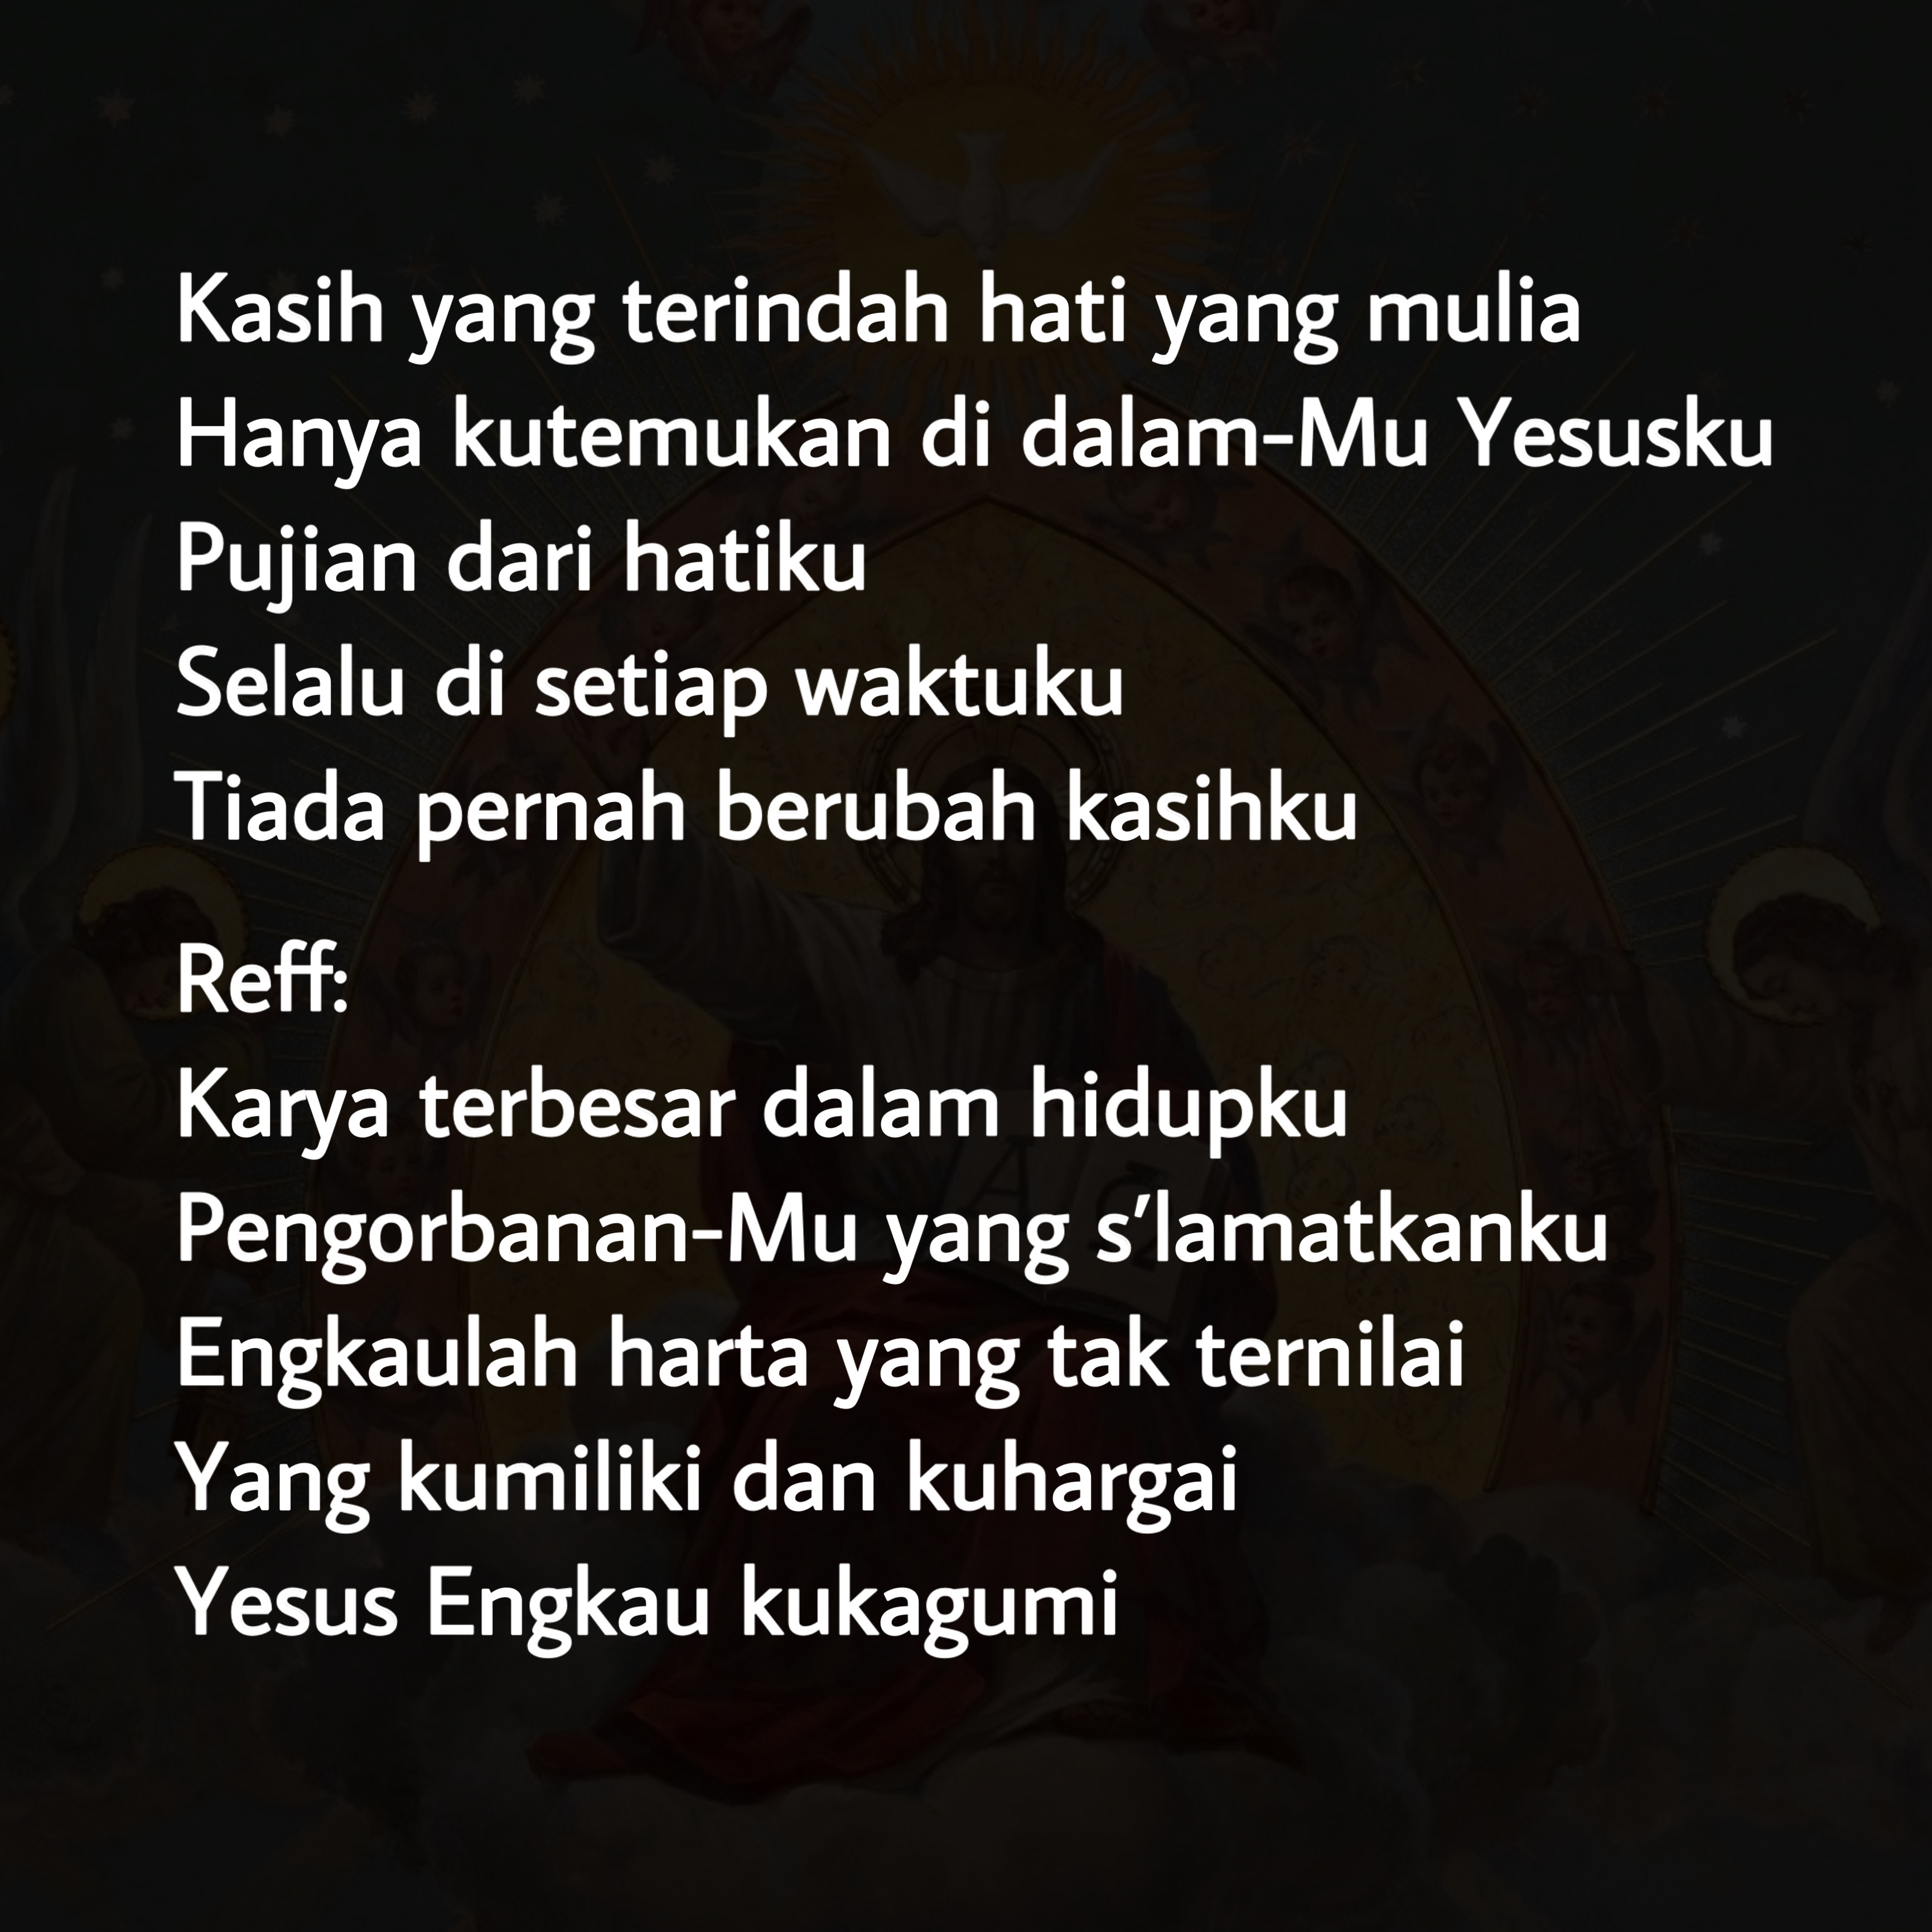 Kasih yang terindah hati yang mulia
Hanya kutemukan di dalam-Mu Yesusku
Pujian dari hatiku
Selalu di setiap waktuku
Tiada pernah berubah kasihku
Reff:
Karya terbesar dalam hidupku
Pengorbanan-Mu yang s’lamatkanku
Engkaulah harta yang tak ternilai
Yang kumiliki dan kuhargai
Yesus Engkau kukagumi